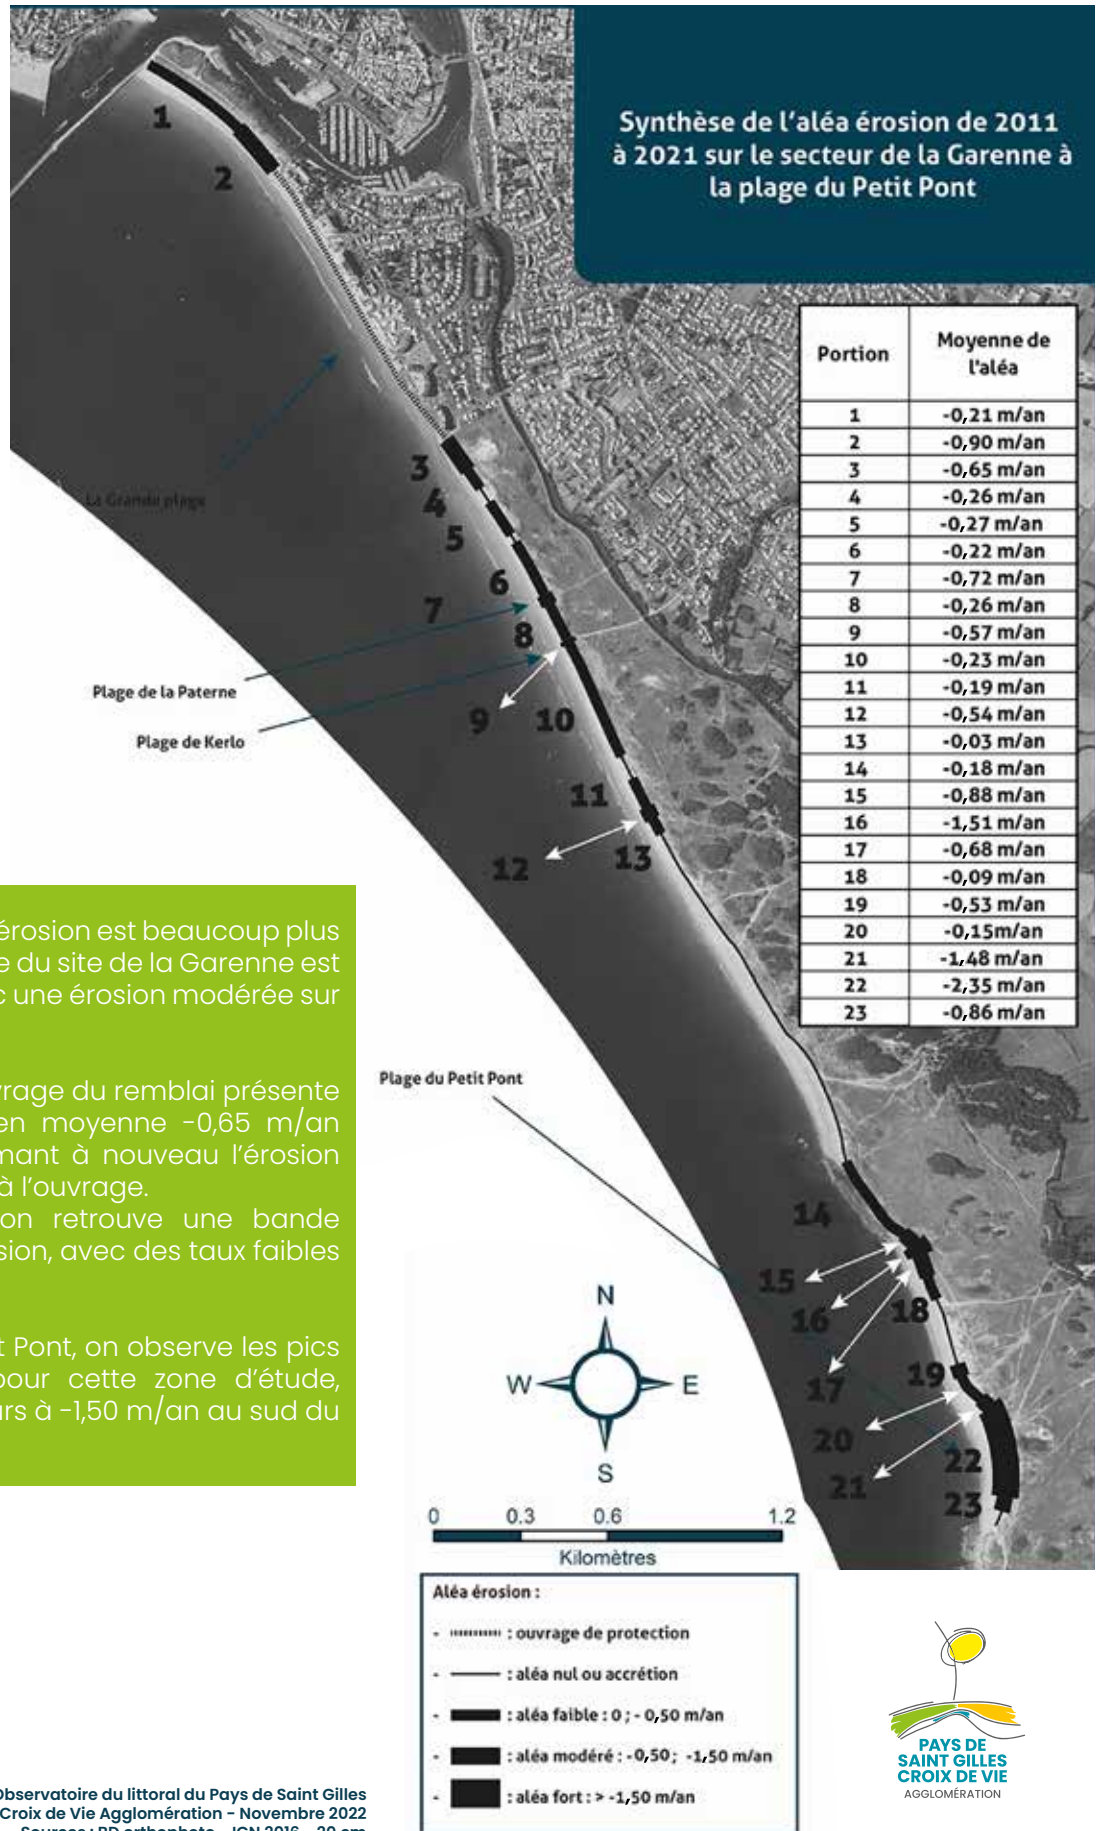 Synthèse de l'aléa érosion de 2011
à 2021 sur le secteur de la Garenne à
la plage du Petit Pont
Portion Moyenne de l'aléa
1 -0,21 m/an
2 -0,90 m/an
3 -0,65 m/an
4 -0,26 m/an
5 -0,27 m/an
6 -0,22 m/an
7 -0,72 m/an
8 -0,26 m/an
9 -0,57 m/an
10 -0,23 m/an
11 -0,19 m/an
12 -0,54 m/an
13 -0,03 m/an
14 -0,18 m/an
15 -0,88 m/an
16 -1,51 m/an
17 -0,68 m/an
18 -0,09 m/an
19 -0,53 m/an
20 -0,15m/an
21 -1,48 m/an
22 -2,35 m/an
23 -0,86 m/an
1
2
La Grande plage
3
4
5
6
7
8
Plage de la Paterne
9
10
Plage de Kerlo
11
12
13
érosion est beaucoup plus
e du site de la Garenne est
c une érosion modérée sur
vrage du remblai présente
en moyenne -0,65 m/an
mant à nouveau l'érosion
à l'ouvrage.
on retrouve une bande
sion, avec des taux faibles
t Pont, on observe les pics
pour cette zone d'étude,
urs à -1,50 m/an au sud du
Plage du Petit Pont
14
15
16
17
18
19
20
21
22
23
N
W E
S
0 0.3 0.6 1.2
Kilomètres
Aléa érosion :
- : ouvrage de protection
- : aléa nul ou accrétion
- : aléa faible : 0 ; - 0,50 m/an
- : aléa modéré : -0,50 ; -1,50 m/an
- : aléa fort : > -1,50 m/an
PAYS DE
SAINT GILLES
CROIX DE VIE
AGGLOMÉRATION
Observatoire du littoral du Pays de Saint Gilles
Croix de Vie Agglomération - Novembre 2022
Sources : BD orthophoto - IGN 2016 - 20 cm